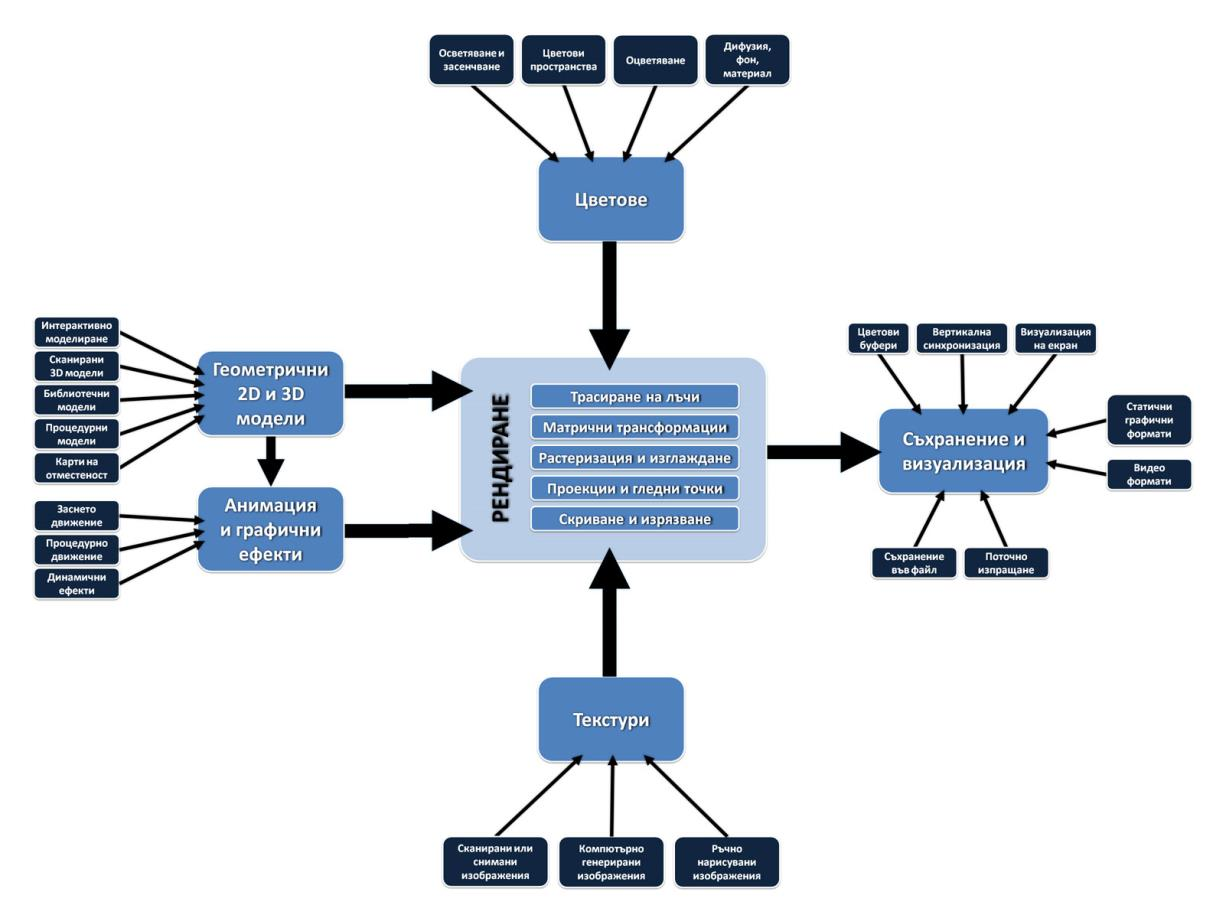 Осветяване и
засенчване
Цветови
пространства
Оцветяване
Дифузия,
фон,
материал
Цветове
Интерактивно
моделиране
Сканирани
3D модели
Библиотечни
модели
Процедурни
модели
Карти на
отместеност
Геометрични
2D и 3D
модели
Заснето
движение
Процедурно
движение
Динамични
ефекти
Анимация
и графични
ефекти
РЕНДИРАНЕ
Трасиране на лъчи
Матрични трансформации
Растеризация и изглаждане
Проекции и гледни точки
Скриване и изрязване
Цветови
буфери
Вертикална
синхронизация
Визуализация
на екран
Статични
графични
формати
Видео
формати
Съхранение и
визуализация
Съхранение
във файл
Поточно
изпращане
Текстури
Сканирани или
снимани
изображения
Компютърно
генерирани
изображения
Ръчно
нарисувани
изображения